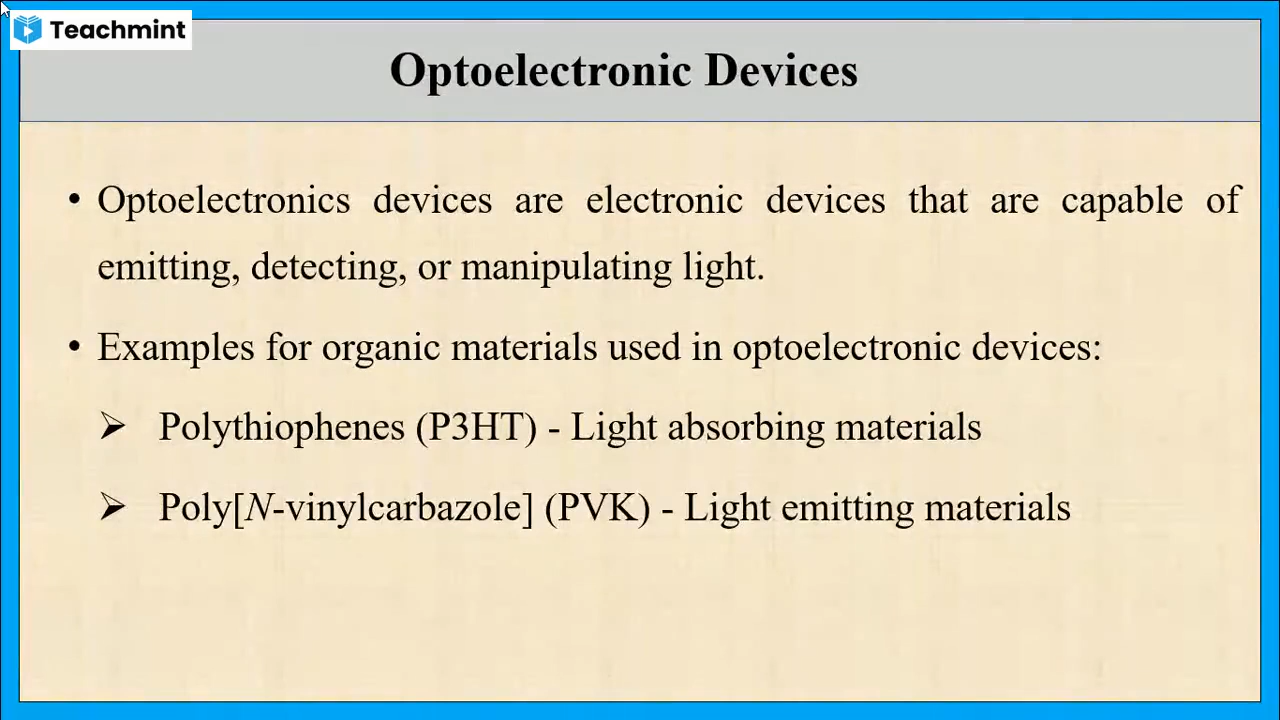 Teachmint
Optoelectronic Devices
• Optoelectronics devices are electronic devices that are capable of
emitting, detecting, or manipulating light.
• Examples for organic materials used in optoelectronic devices:
➢ Polythiophenes (P3HT) - Light absorbing materials
➢ Poly[N-vinylcarbazole] (PVK) - Light emitting materials